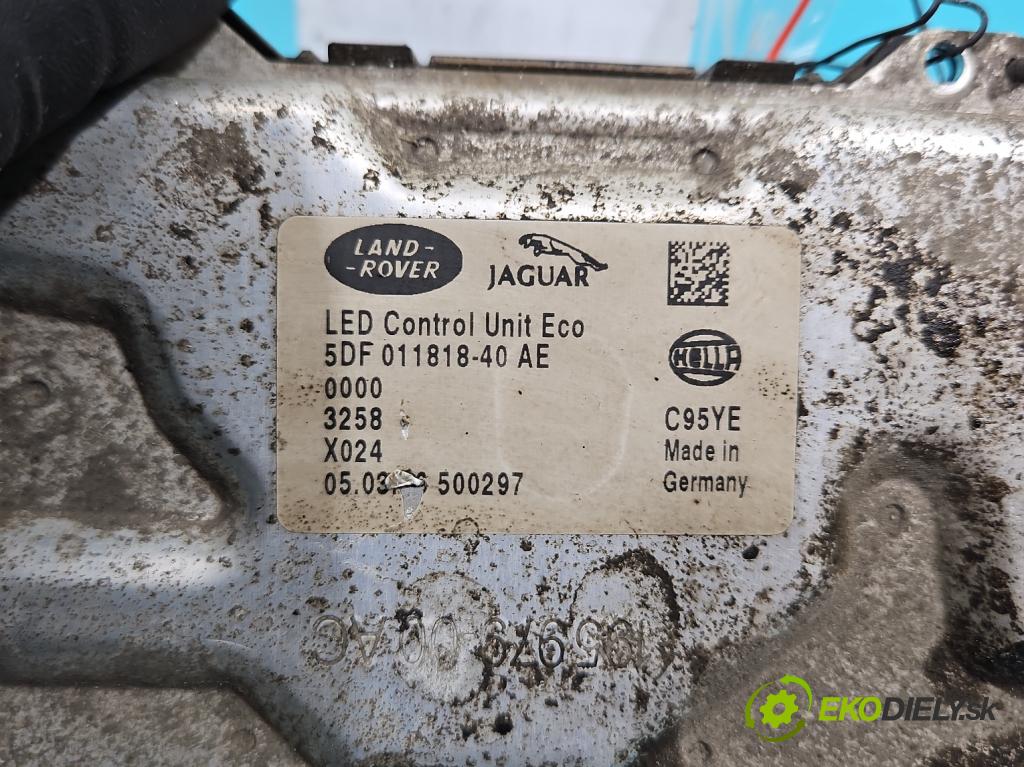 LAND-
-ROVER
JAGUAR
LED Control Unit Eco
5DF 011818-40 AE
HELLA
0000
3258
C95YE
X024
Made in
05.03 500297
Germany
EKODIELY.sk